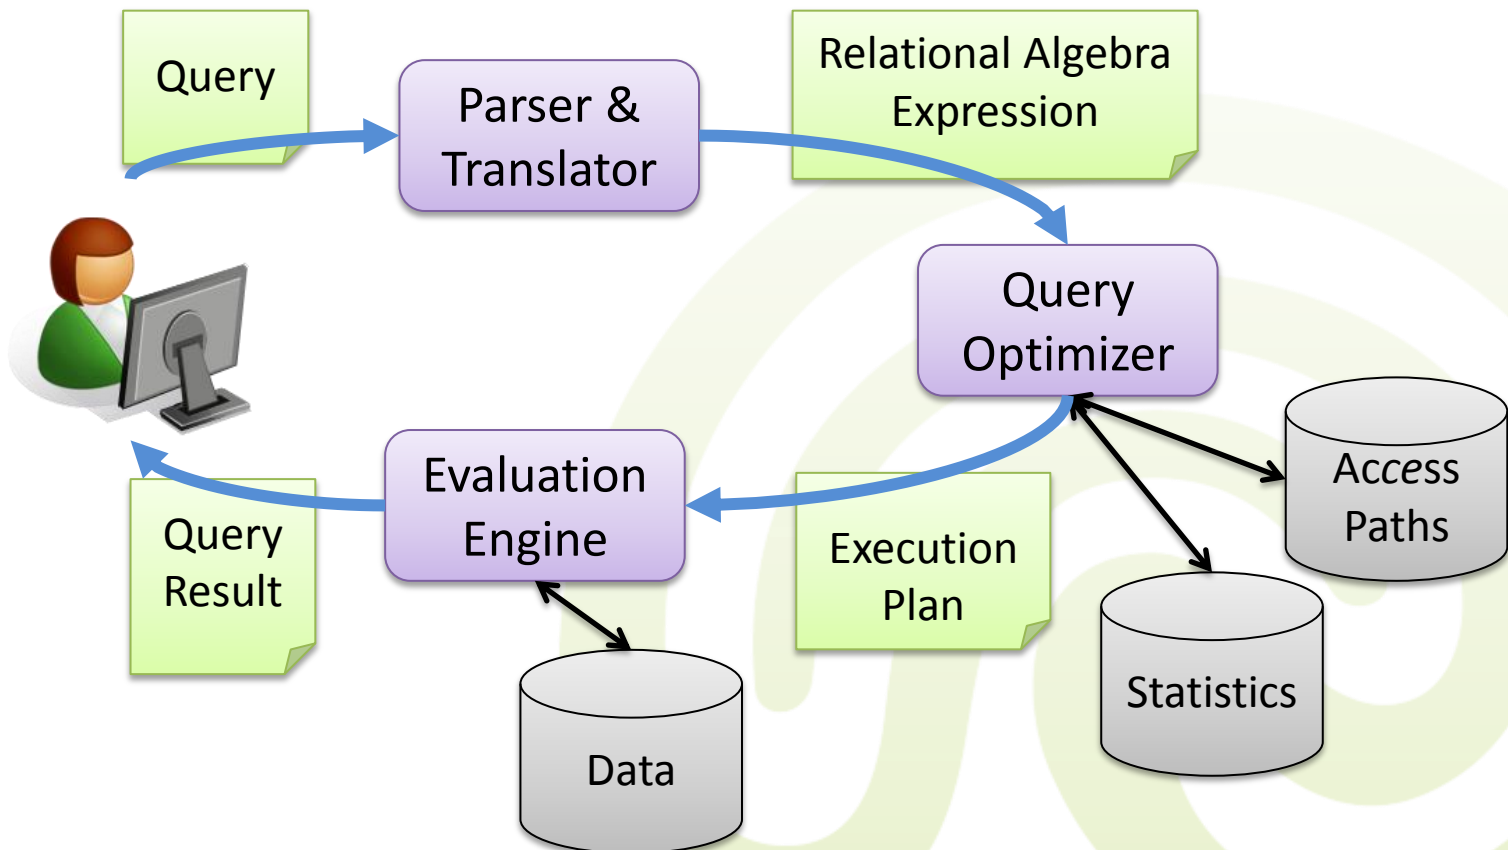 Query
Parser &
Translator
Relational Algebra
Expression
Query
Optimizer
Access
Paths
Statistics
Execution
Plan
Evaluation
Engine
Data
Query
Result